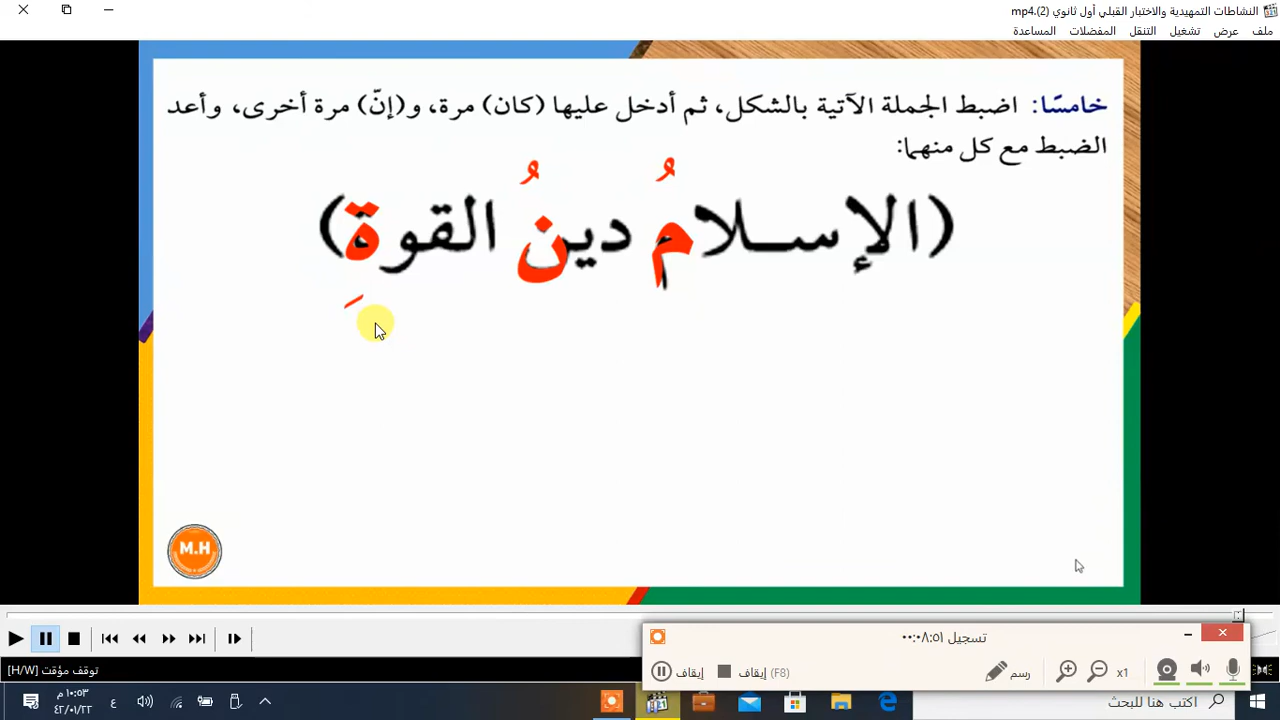 النشاطات التمهيدية والاختبار القبلي أول ثانوي (2).mp4
ملف عرض تشغيل التنقل المفضلات المساعدة
خامسًا: اضبط الجملة الآتية بالشكل، ثم أدخل عليها (كان) مرة، و(إنّ) مرة أخرى، وأعد
الضبط مع كل منهما:
(الإسـلامُ دينُ القوةِ)
M.H
تسجيل ٠٠:٠٨:٥١
إيقاف إيقاف (F8) x1 رسم
توقف مؤقت [H/W]
١٠:٥٣ م
٤٢/٠١/٢٢
ع
اكتب هنا للبحث